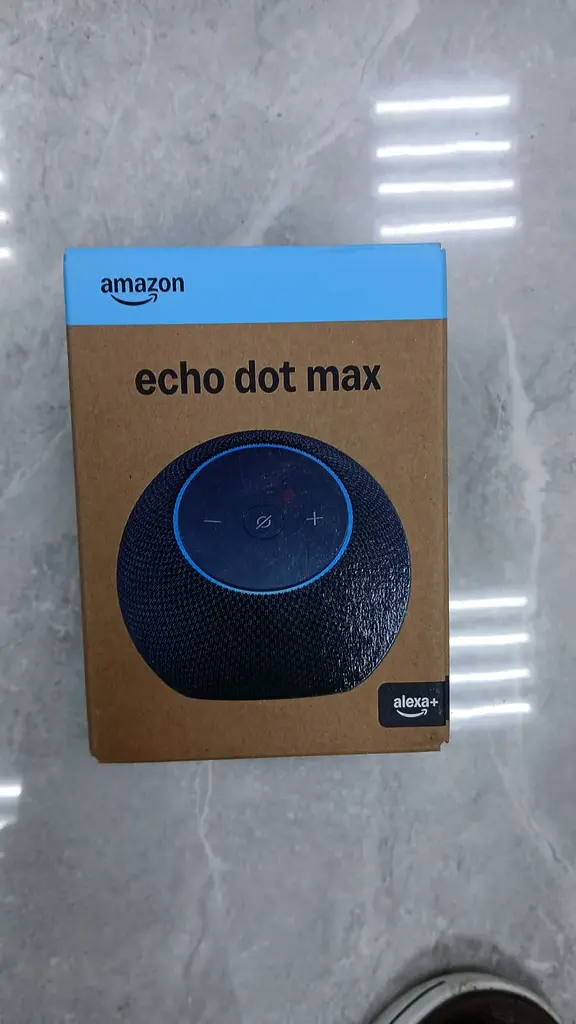 amazon
echo dot max
alexa+